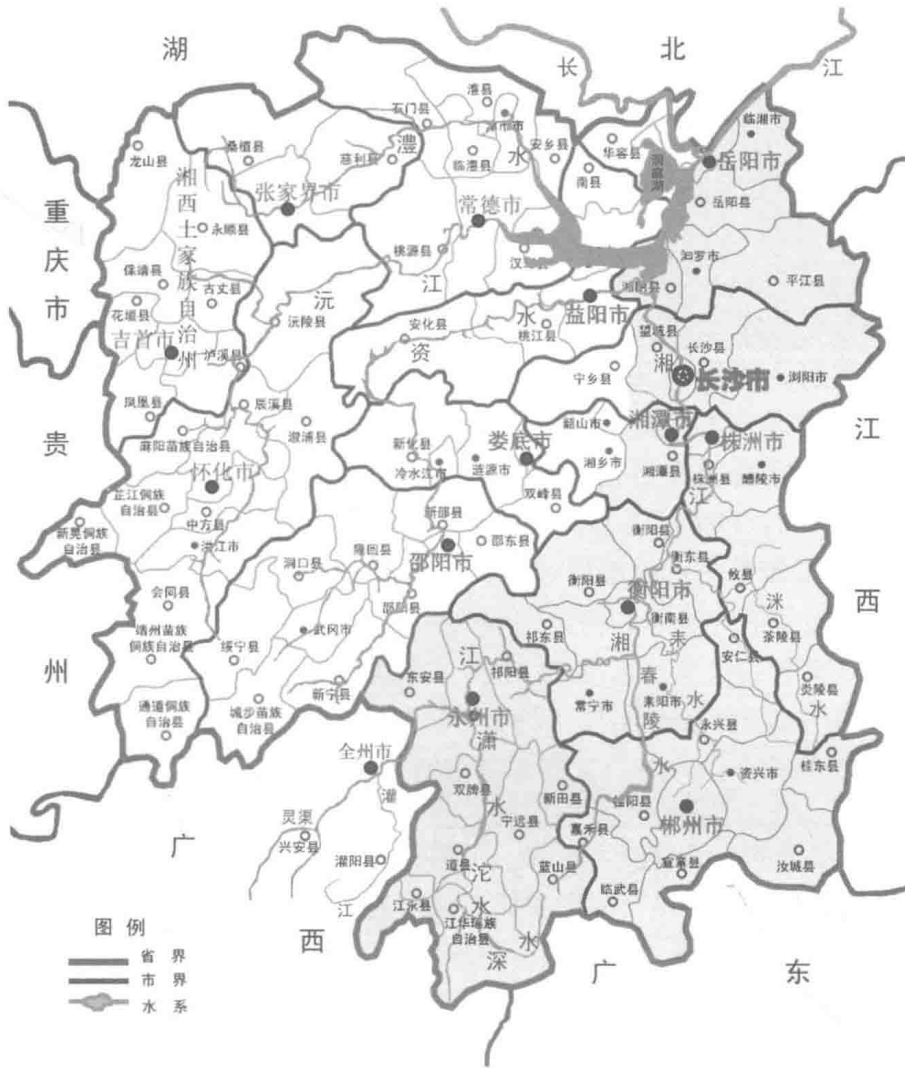 湖
北
长
江
重庆市
贵州
广西
广东
江西
龙山县
桑植县
石门县
澧县
津市市
慈利县
澧
临澧县
水
安乡县
华容县
南县
洞庭湖
临湘市
岳阳市
岳阳县
张家界市
常德市
湘西土家族自治州
永顺县
保靖县
古丈县
花垣县
吉首市
泸溪县
凤凰县
桃源县
沅
江
沅陵县
汨罗市
湘阴县
平江县
安化县
资
水
桃江县
益阳市
望城县
长沙县
长沙市
浏阳市
宁乡县
湘
辰溪县
溆浦县
麻阳苗族自治县
怀化市
芷江侗族
自治县
中方县
新晃侗族
自治县
洪江市
会同县
靖州苗族
侗族自治县
通道侗族
自治县
新化县
冷水江市
涟源市
娄底市
双峰县
韶山市
湘乡市
湘潭市
湘潭县
株洲市
株洲县
醴陵市
江
新邵县
邵东县
邵阳市
隆回县
洞口县
邵阳县
武冈市
绥宁县
新宁县
城步苗族
自治县
衡阳县
衡东县
衡阳县
衡阳市
衡南县
祁东县
湘
耒
水
舂
陵
水
常宁市
耒阳市
攸县
洣
水
茶陵县
安仁县
炎陵县
江
东安县
祁阳县
永州市
潇
水
双牌县
新田县
宁远县
道县
沱
水
蓝山县
江永县
江华瑶族
自治县
深
水
永兴县
资兴市
桂东县
桂阳县
郴州市
嘉禾县
宜章县
临武县
汝城县
全州市
灌
江
灵渠
兴安县
灌阳县
图例
省界
市界
水系